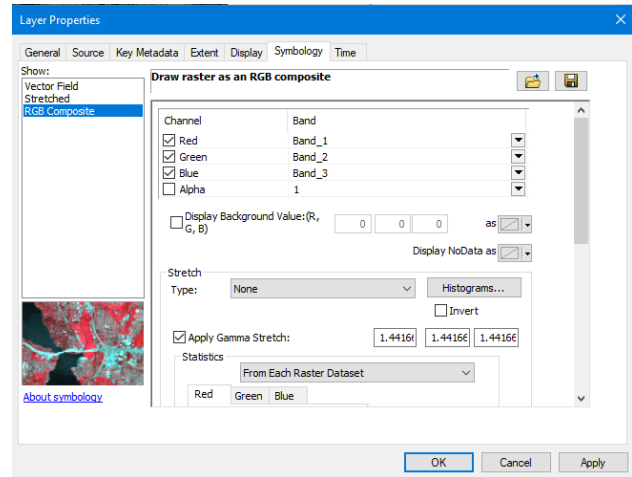 Layer Properties
General Source Key Metadata Extent Display Symbology Time
Show:
Vector Field
Stretched
RGB Composite
About symbology
Draw raster as an RGB composite
Channel Band
Red Band_1
Green Band_2
Blue Band_3
Alpha 1
Display Background Value:(R, G, B) 0 0 0 as
Display NoData as
Stretch
Type: None Histograms...
Invert
Apply Gamma Stretch: 1.44166 1.44166 1.44166
Statistics
From Each Raster Dataset
Red Green Blue
OK Cancel Apply